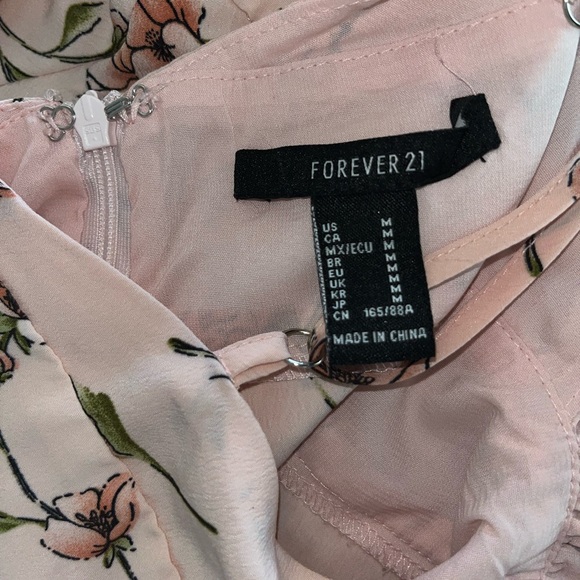 FOREVER 21
US M
CA M
MX/ECU M
BR M
EU M
UK M
KR M
JP M
CN 165/88A
MADE IN CHINA